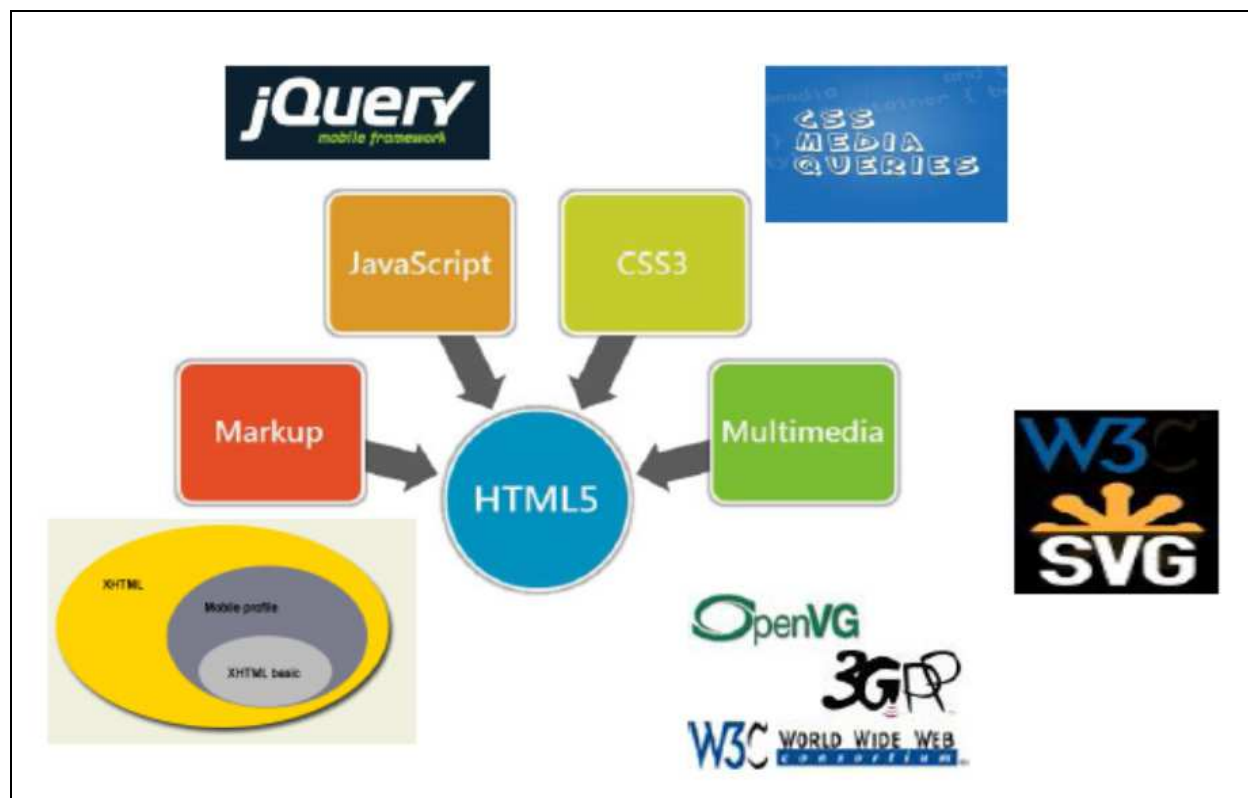 jQuery
mobile framework
CSS
MEDIA
QUERIES
JavaScript
CSS3
Markup
Multimedia
HTML5
W3C
SVG
XHTML
Mobile profile
XHTML basic
OpenVG
3GPP
W3C WORLD WIDE WEB
consortium